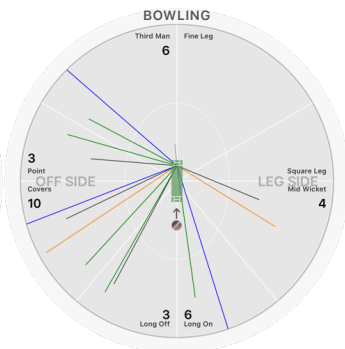 BOWLING
Third Man
Fine Leg
6
3
Point
OFF SIDE
Covers
10
Square Leg
LEG SIDE
Mid Wicket
4
3
Long Off
6
Long On